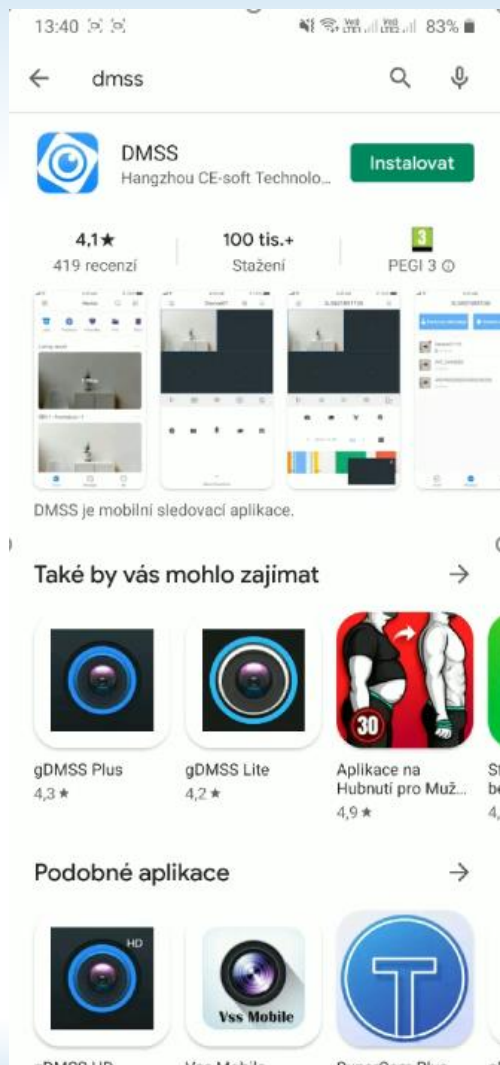 13:40
83%
dmss
DMSS
Hangzhou CE-soft Technolo...
Instalovat
4,1★
100 tis.+
3
419 recenzí
Stažení
PEGI 3
DMSS je mobilní sledovací aplikace.
Také by vás mohlo zajímat
30
gDMSS Plus
gDMSS Lite
Aplikace na
Hubnutí pro Muž...
4,3★
4,2★
4,9★
Podobné aplikace
HD
Vss Mobile
T